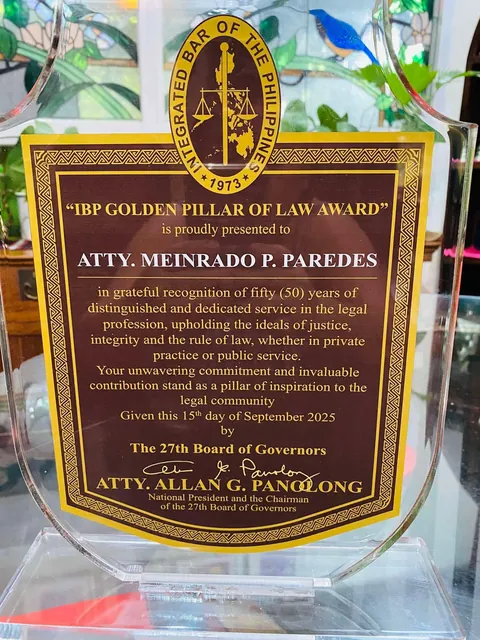 INTEGRATED BAR OF THE PHILIPPINES
★ 1973 ★
“IBP GOLDEN PILLAR OF LAW AWARD”
is proudly presented to
ATTY. MEINRADO P. PAREDES
in grateful recognition of fifty (50) years of
distinguished and dedicated service in the legal
profession, upholding the ideals of justice,
integrity and the rule of law, whether in private
practice or public service.
Your unwavering commitment and invaluable
contribution stand as a pillar of inspiration to the
legal community
Given this 15th day of September 2025
by
The 27th Board of Governors
ATTY. ALLAN G. PANOLONG
National President and the Chairman
of the 27th Board of Governors